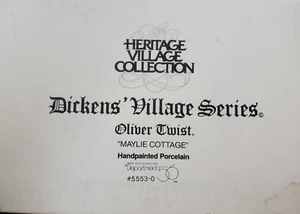 HERITAGE
VILLAGE
COLLECTION
Dickens' Village Series©
Oliver Twist
"MAYLIE COTTAGE"
Handpainted Porcelain
Department 56
#5553-0